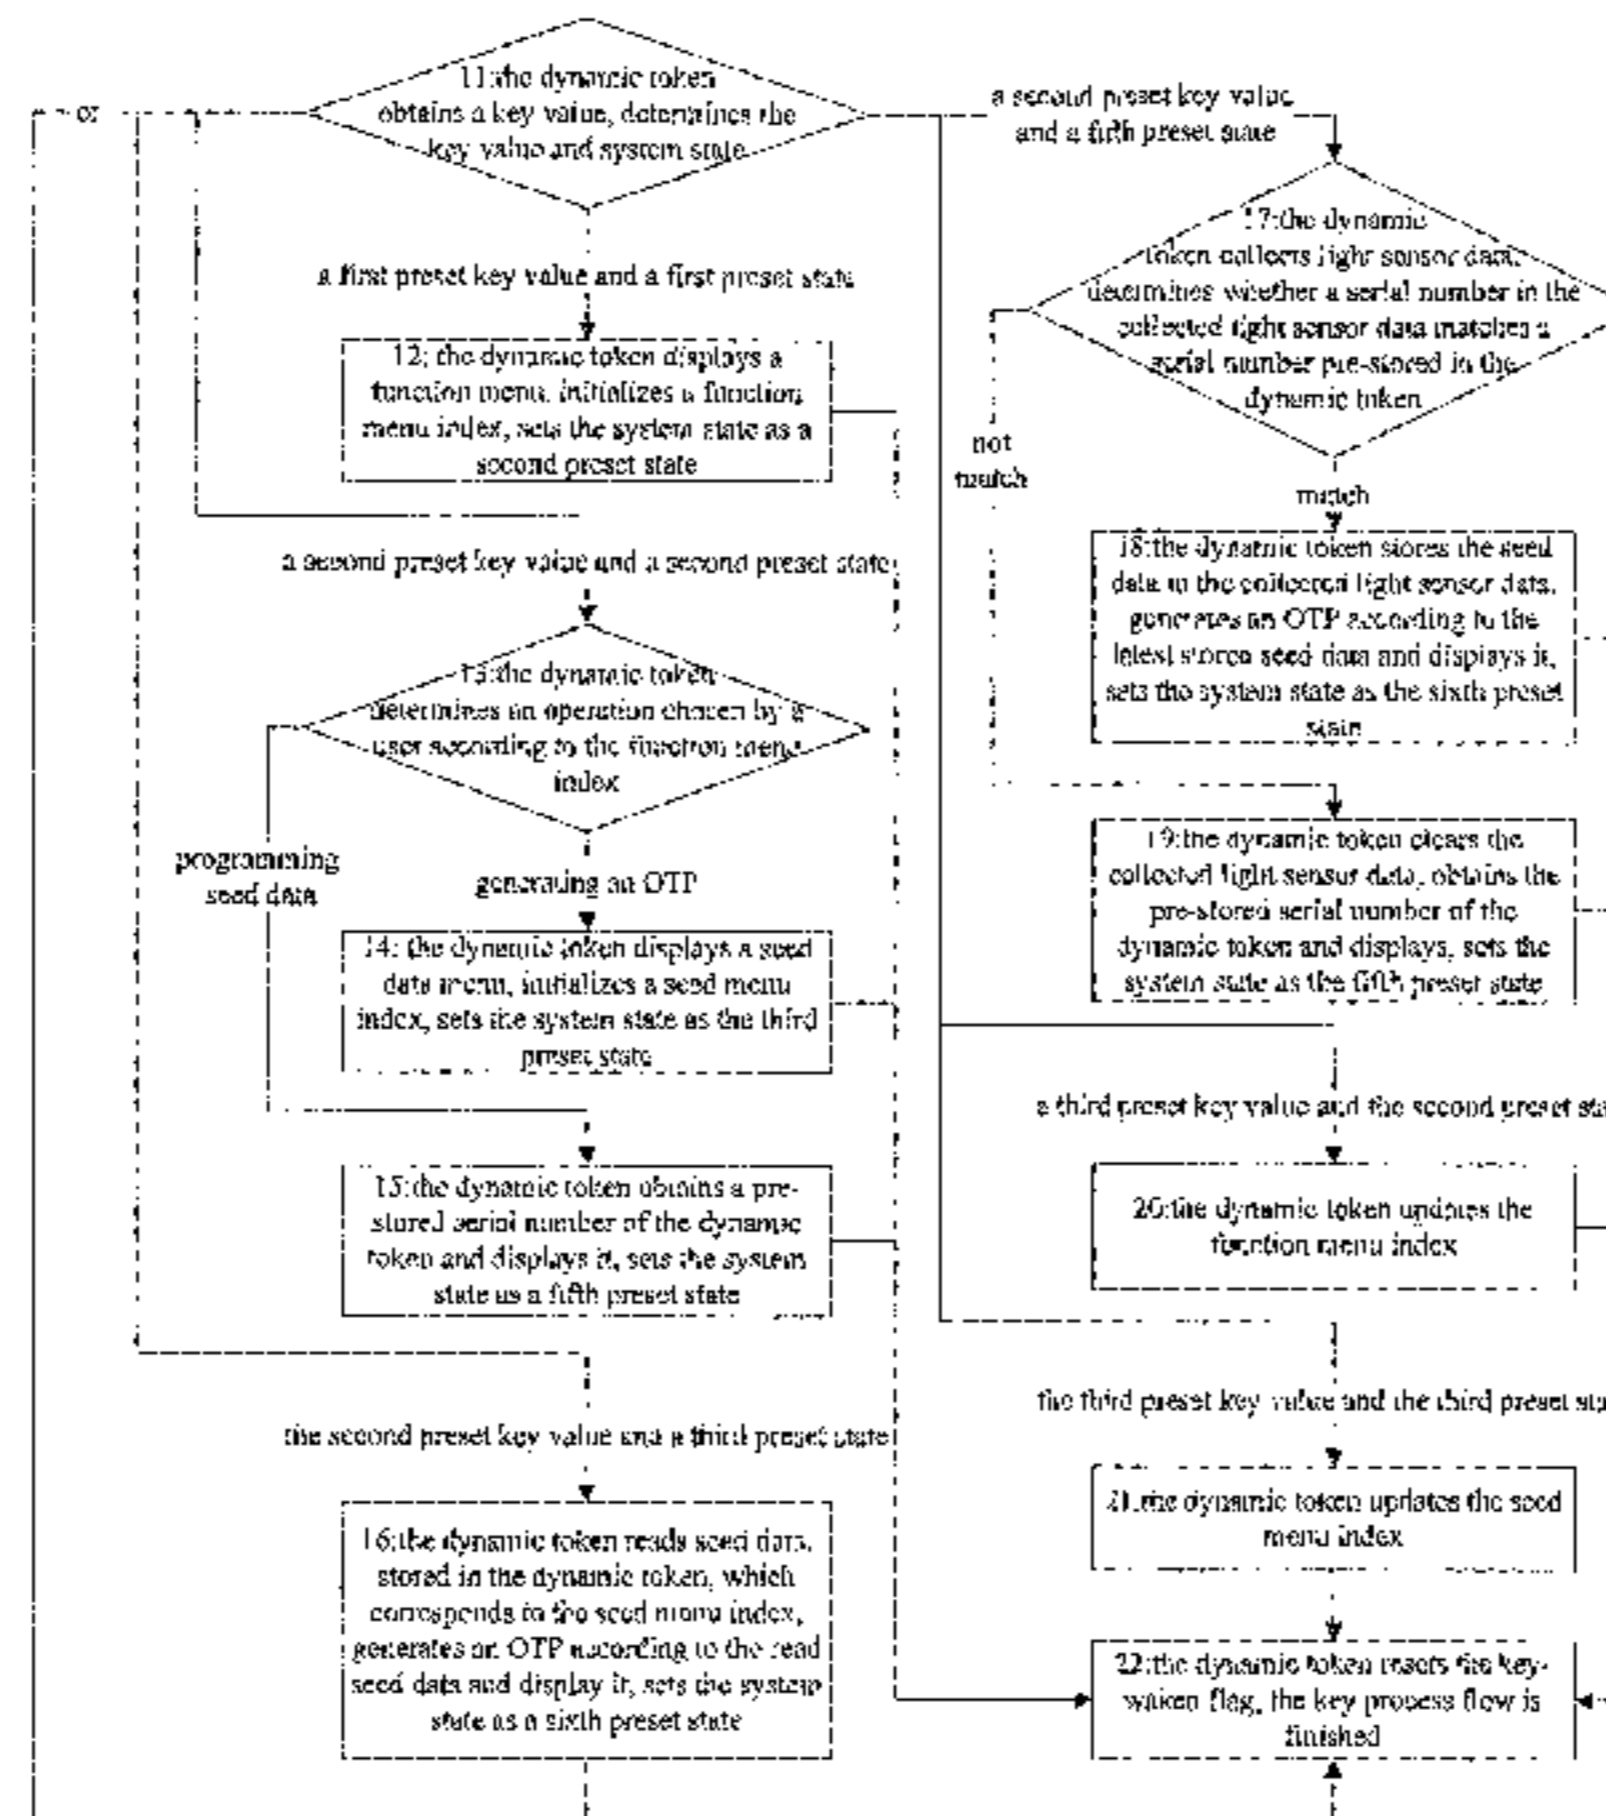 11:the dynamic token
obtains a key value, determines the
key value and system state
or
a second preset key value
and a fifth preset state
a first preset key value and a first preset state
12: the dynamic token displays a
function menu, initializes a function
menu index, sets the system state as a
second preset state
a second preset key value and a second preset state
13:the dynamic token
determines an operation chosen by a
user according to the function menu
index
programming
seed data
generating an OTP
14: the dynamic token displays a seed
data menu, initializes a seed menu
index, sets the system state as the third
preset state
15:the dynamic token obtains a pre-
stored serial number of the dynamic
token and displays it, sets the system
state as a fifth preset state
the second preset key value and a third preset state
16:the dynamic token reads seed data,
stored in the dynamic token, which
corresponds to the seed menu index,
generates an OTP according to the read
seed data and display it, sets the system
state as a sixth preset state
17:the dynamic
token collects light sensor data,
determines whether a serial number in the
collected light sensor data matches a
serial number pre-stored in the
dynamic token
not
match
match
18:the dynamic token stores the seed
data in the collected light sensor data,
generates an OTP according to the
latest stored seed data and displays it,
sets the system state as the sixth preset
state
19:the dynamic token clears the
collected light sensor data, obtains the
pre-stored serial number of the
dynamic token and displays, sets the
system state as the fifth preset state
a third preset key value and the second preset sta
20:the dynamic token updates the
function menu index
the third preset key value and the third preset sta
21:the dynamic token updates the seed
menu index
22:the dynamic token resets the key-
waken flag, the key process flow is
finished